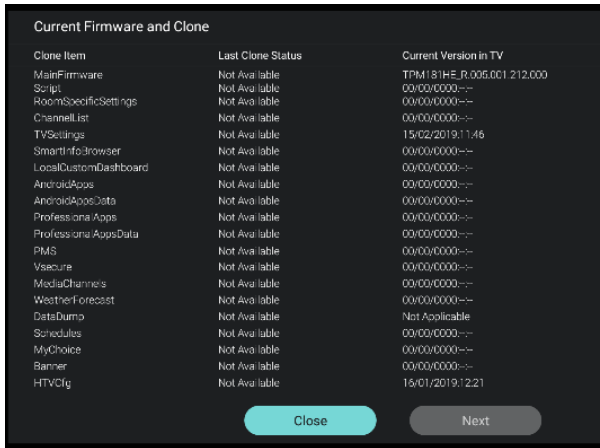 Current Firmware and Clone
Clone Item Last Clone Status Current Version in TV
MainFirmware Not Available TPM181HE_R.005.001.212.000
Script Not Available 00/00/0000:--:--
RoomSpecificSettings Not Available 00/00/0000:--:--
ChannelList Not Available 00/00/0000:--:--
TVSettings Not Available 15/02/2019:11:46
SmartInfoBrowser Not Available 00/00/0000:--:--
LocalCustomDashboard Not Available 00/00/0000:--:--
AndroidApps Not Available 00/00/0000:--:--
AndroidAppsData Not Available 00/00/0000:--:--
ProfessionalApps Not Available 00/00/0000:--:--
ProfessionalAppsData Not Available 00/00/0000:--:--
PMS Not Available 00/00/0000:--:--
Vsecure Not Available 00/00/0000:--:--
MediaChannels Not Available 00/00/0000:--:--
WeatherForecast Not Available 00/00/0000:--:--
DataDump Not Available Not Applicable
Schedules Not Available 00/00/0000:--:--
MyChoice Not Available 00/00/0000:--:--
Banner Not Available 00/00/0000:--:--
HTVCfg Not Available 16/01/2019:12:21
Close Next